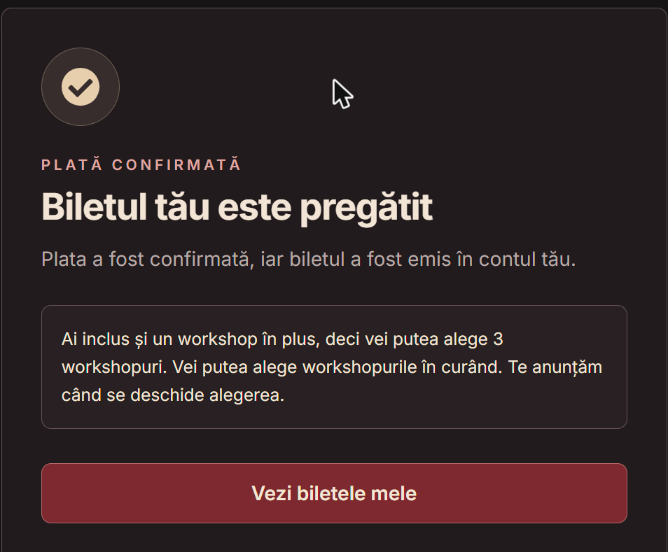 PLATĂ CONFIRMATĂ
Biletul tău este pregătit
Plata a fost confirmată, iar biletul a fost emis în contul tău.
Ai inclus și un workshop în plus, deci vei putea alege 3
workshopuri. Vei putea alege workshopurile în curând. Te anunțăm
când se deschide alegerea.
Vezi biletele mele